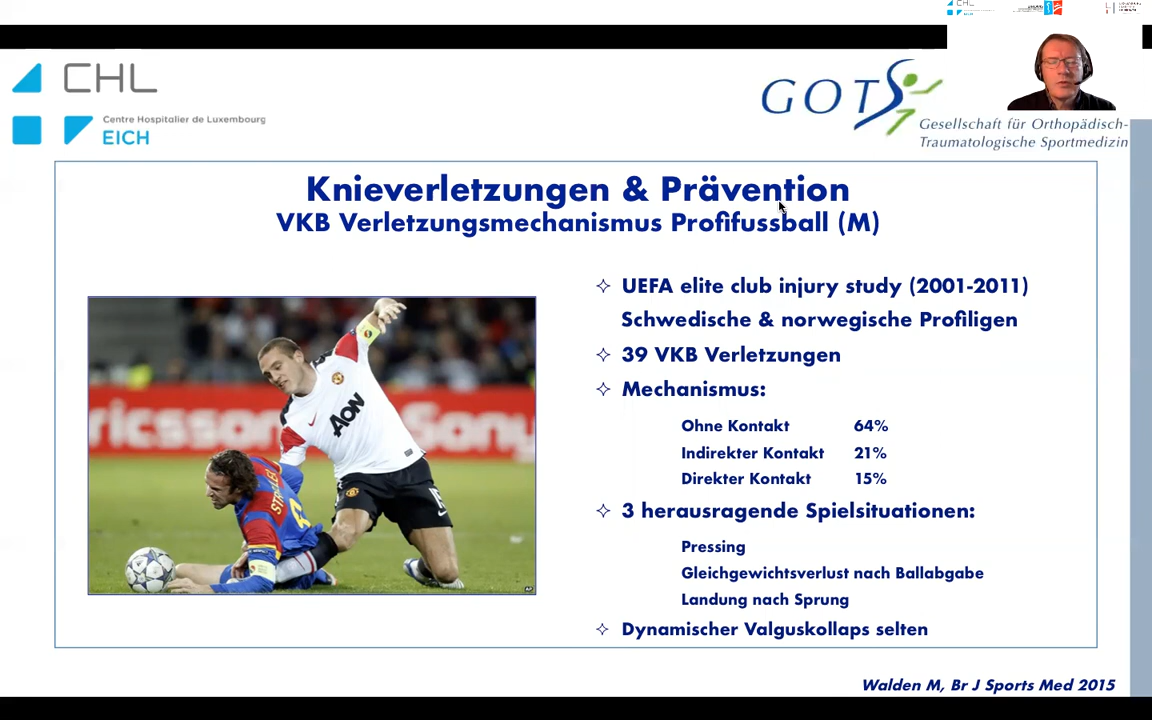 CHL
Centre Hospitalier de Luxembourg
EICH
GOTS
Gesellschaft für Orthopädisch-
Traumatologische Sportmedizin
Knieverletzungen & Prävention
VKB Verletzungsmechanismus Profifussball (M)
UEFA elite club injury study (2001-2011)
Schwedische & norwegische Profiligen
39 VKB Verletzungen
Mechanismus:
Ohne Kontakt 64%
Indirekter Kontakt 21%
Direkter Kontakt 15%
3 herausragende Spielsituationen:
Pressing
Gleichgewichtsverlust nach Ballabgabe
Landung nach Sprung
Dynamischer Valguskollaps selten
ericsson
Sony
AON
Walden M, Br J Sports Med 2015